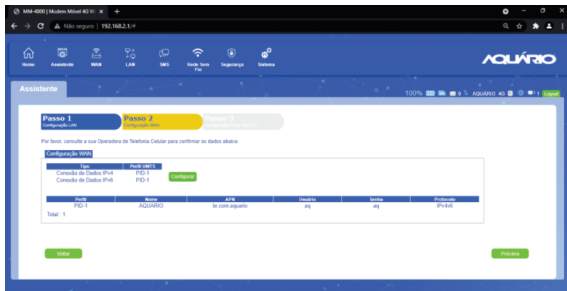 MM-4000 | Modem Móvel 4G Wi
Não seguro | 192.168.2.1/#
Home Assistente WAN LAN SMS Rede Sem Fio Segurança Sistema
AQUÁRIO
Assistente
100% 0 AQUARIO 4G 1 Logout
Passo 1 Passo 2 Passo 3
Configuração LAN Configuração WAN
Por favor, consulte a sua Operadora de Telefonia Celular para confirmar os dados abaixo.
Configuração WAN
Tipo Perfil UMTS
Conexão de Dados IPv4 PID-1
Conexão de Dados IPv6 PID-1
Configurar
Perfil Nome APN Usuário Senha Protocolo
PID-1 AQUARIO br.com.aquario aq aq IPv4v6
Total : 1
Voltar Próximo